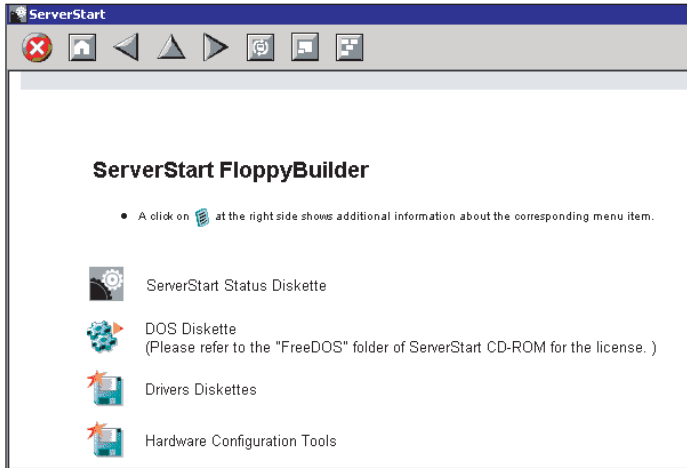 ServerStart
ServerStart FloppyBuilder
A click on at the right side shows additional information about the corresponding menu item.
ServerStart Status Diskette
DOS Diskette
(Please refer to the "FreeDOS" folder of ServerStart CD-ROM for the license. )
Drivers Diskettes
Hardware Configuration Tools